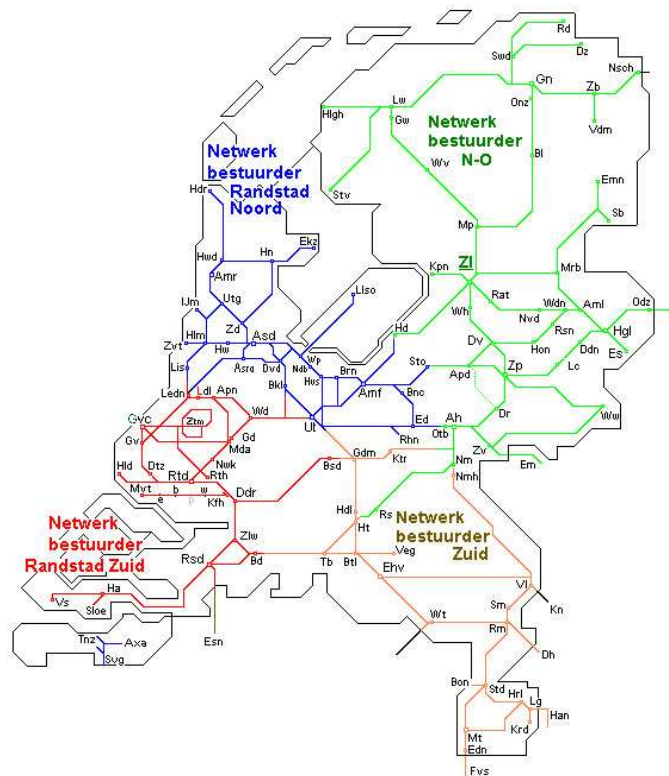 Rd
Swd
Dz
Nsch
Gn
Zb
Hlgh
Lw
Onz
Gw
Vdm
Netwerk
bestuurder
N-O
Netwerk
bestuurder
Randstad
Noord
Wv
Bl
Stv
Emn
Hdr
Sb
Mp
Ekz
Hwd
Hn
Zl
Kpn
Mrb
Amr
Llso
Rat
Utg
IJm
Wh
Wdn
Aml
Odz
Nvd
Zd
Hd
Hlm
Asd
Dv
Rsn
Hgl
Zvt
Hw
Hon
Ddn
Wp
Es
Asra
Dvd
Ndb
Sto
Lis
Hvs
Brn
Apd
Zp
Lc
Bkl
Amf
Bnc
Ledn
Ldl
Apn
Dr
Ww
Gvc
Ztm
Wd
Ut
Ed
Otb
Ah
Gv
Gd
Rhn
Zv
Mda
Gdm
Ktr
Em
Nm
Hld
Dtz
Nwk
Bsd
Nmh
Rtd
Rth
Mvt
e
b
p
w
Kfh
Ddr
Hdl
Rs
Netwerk
bestuurder
Randstad Zuid
Ht
Netwerk
bestuurder
Zuid
Zlw
Rsd
Bd
Tb
Btl
Veg
Ehv
Vs
Ha
Sloe
Vl
Kn
Sm
Wt
Rm
Esn
Tnz
Axa
Svg
Dh
Bon
Std
Hrl
Lg
Han
Krd
Mt
Edn
Fvs